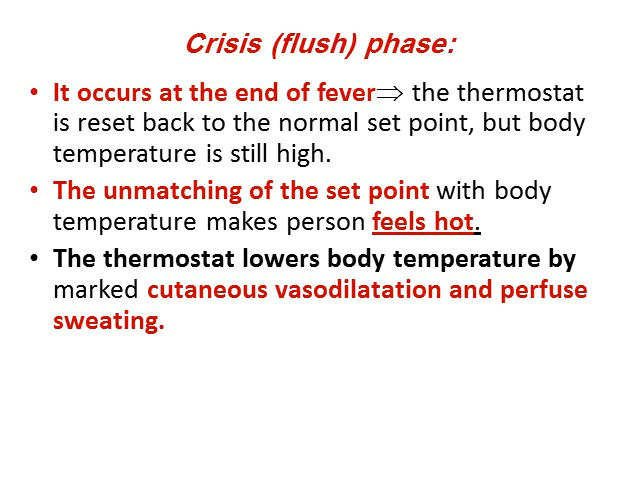 Crisis (flush) phase:
• It occurs at the end of fever⇒ the thermostat
is reset back to the normal set point, but body
temperature is still high.
• The unmatching of the set point with body
temperature makes person feels hot.
• The thermostat lowers body temperature by
marked cutaneous vasodilatation and perfuse
sweating.